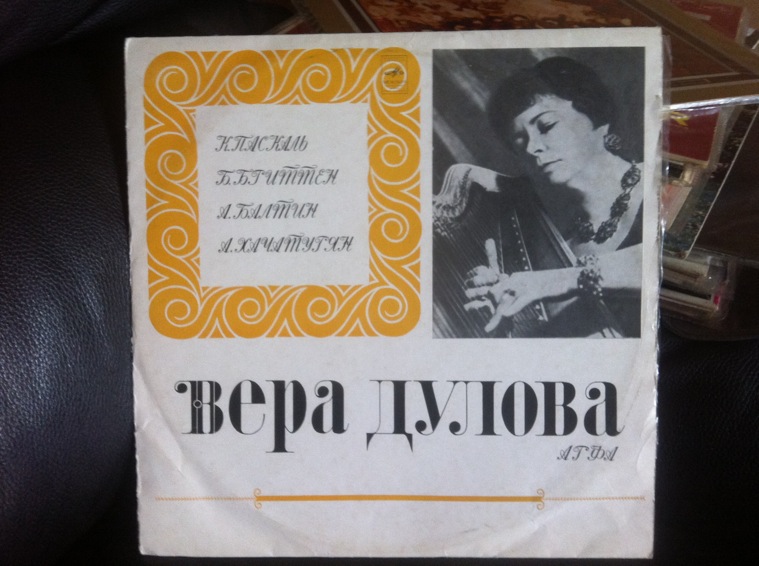 К.ПАСКАЛЬ
Б.БРИТТЕН
А.БАЛТИН
А.ХАЧАТУРЯН
Вера Дулова
АРФА